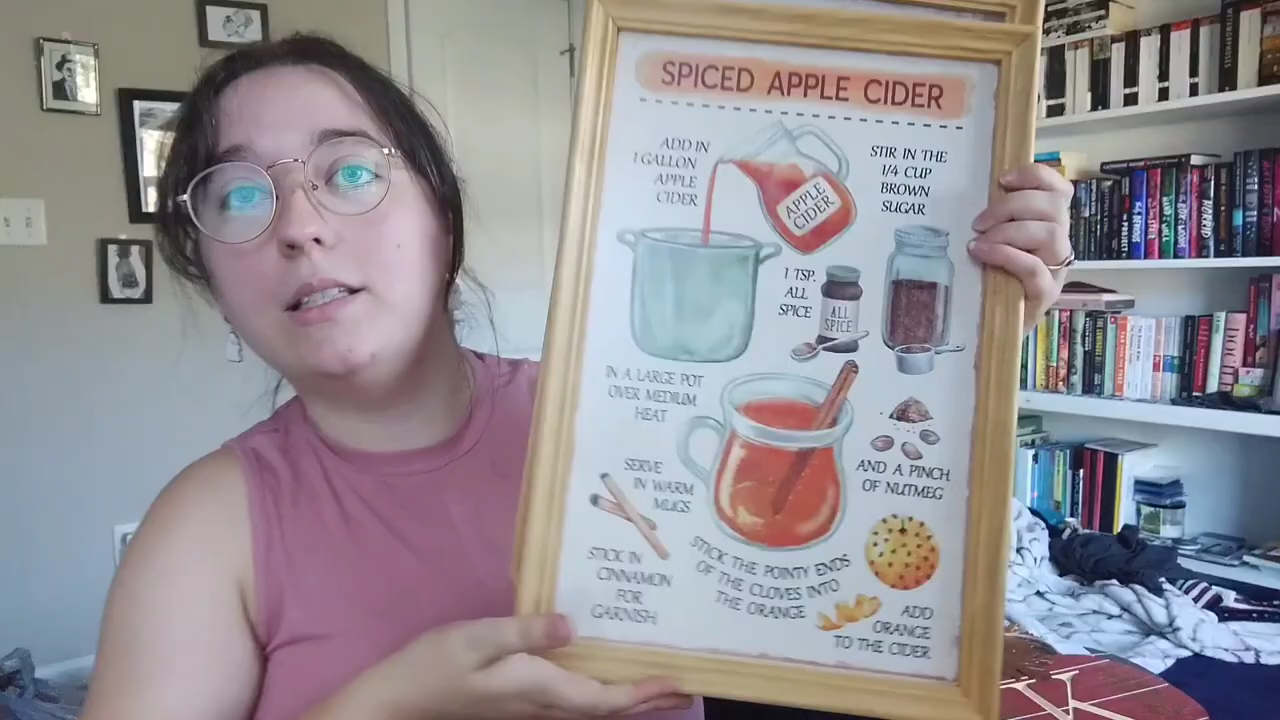 SPICED APPLE CIDER
ADD IN
1 GALLON
APPLE
CIDER
APPLE
CIDER
STIR IN THE
1/4 CUP
BROWN
SUGAR
1 TSP.
ALL
SPICE
ALL
SPICE
IN A LARGE POT
OVER MEDIUM
HEAT
AND A PINCH
OF NUTMEG
SERVE
IN WARM
MUGS
STICK IN
CINNAMON
FOR
GARNISH
STICK THE POINTY ENDS
OF THE CLOVES INTO
THE ORANGE
ADD
ORANGE
TO THE CIDER
HORRID